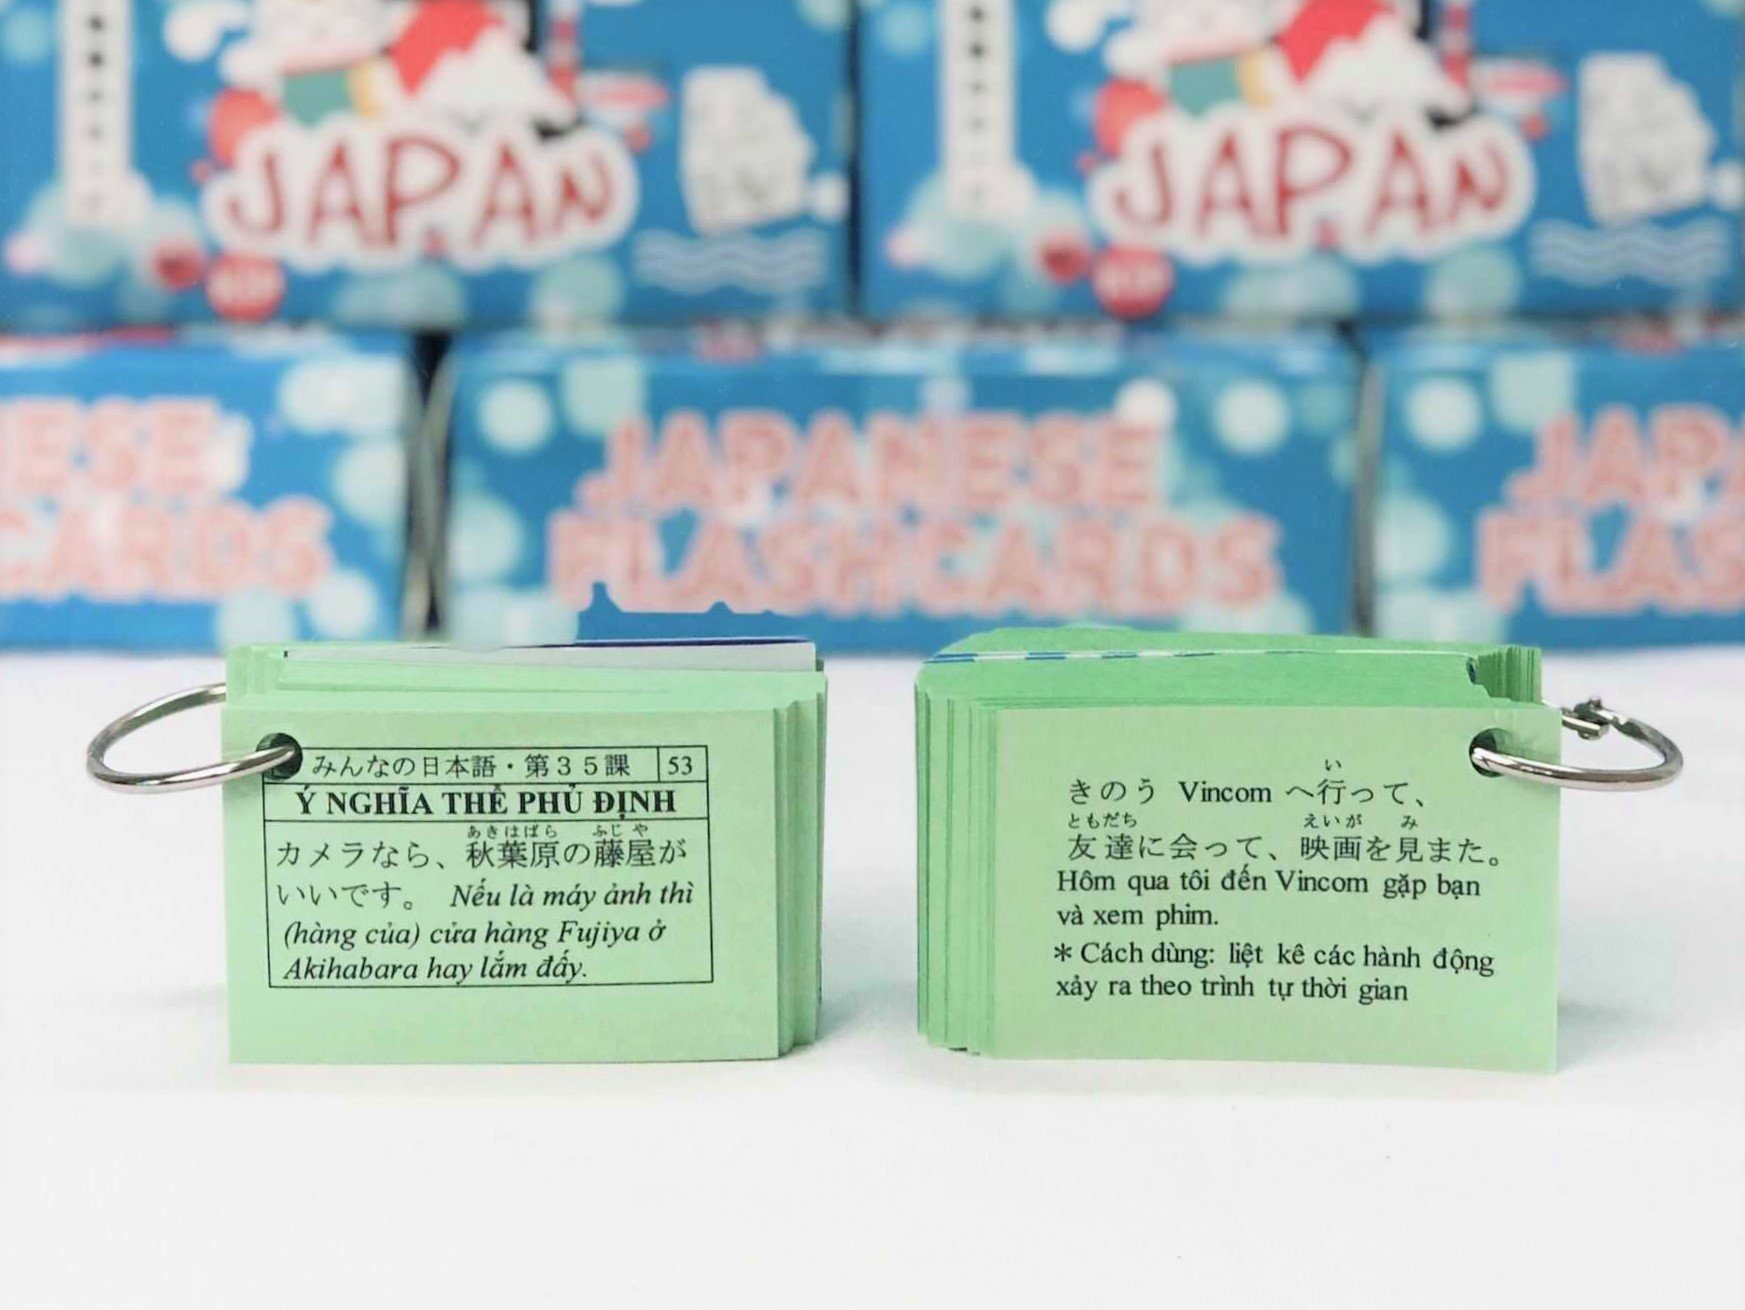 JAPAN
JAPAN
ESE
CARDS
JAPANESE
FLASHCARDS
JAPA
FLAS
みんなの日本語・第35課 53
Ý NGHĨA THỂ PHỦ ĐỊNH
あきはばら ふじや
カメラなら、秋葉原の藤屋が
いいです。 Nếu là máy ảnh thì
(hàng của) cửa hàng Fujiya ở
Akihabara hay lắm đấy.
い
きのう Vincom へ行って、
ともだち えいが み
友達に会って、映画を見また。
Hôm qua tôi đến Vincom gặp bạn
và xem phim.
* Cách dùng: liệt kê các hành động
xảy ra theo trình tự thời gian